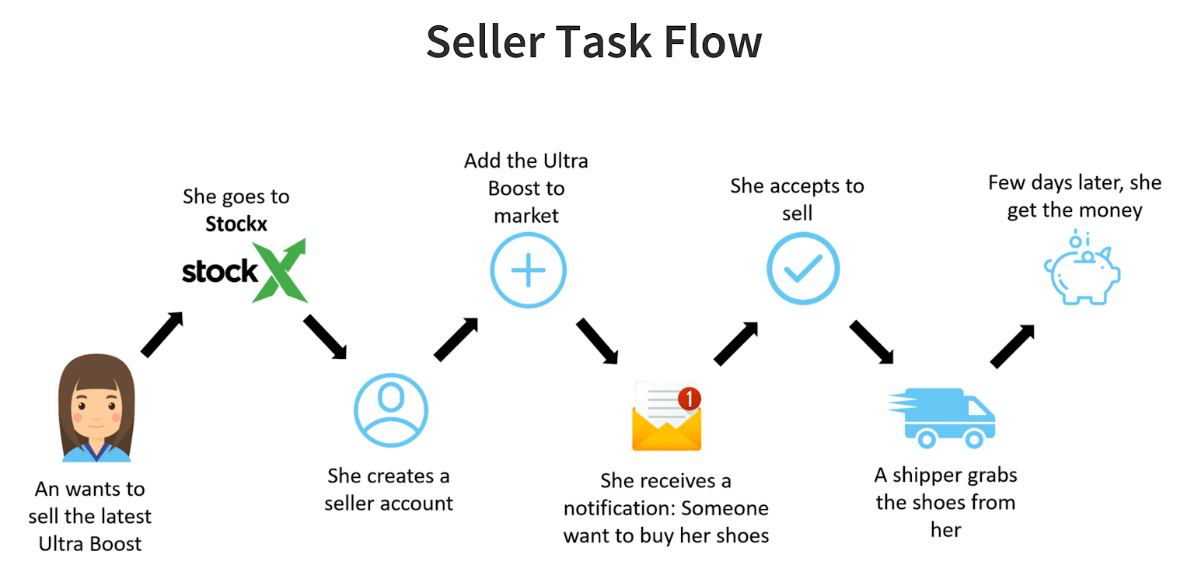 Seller Task Flow
She goes to
Stockx
stockX
Add the Ultra
Boost to
market
She accepts to
sell
Few days later, she
get the money
An wants to
sell the latest
Ultra Boost
She creates a
seller account
1
She receives a
notification: Someone
want to buy her shoes
A shipper grabs
the shoes from
her